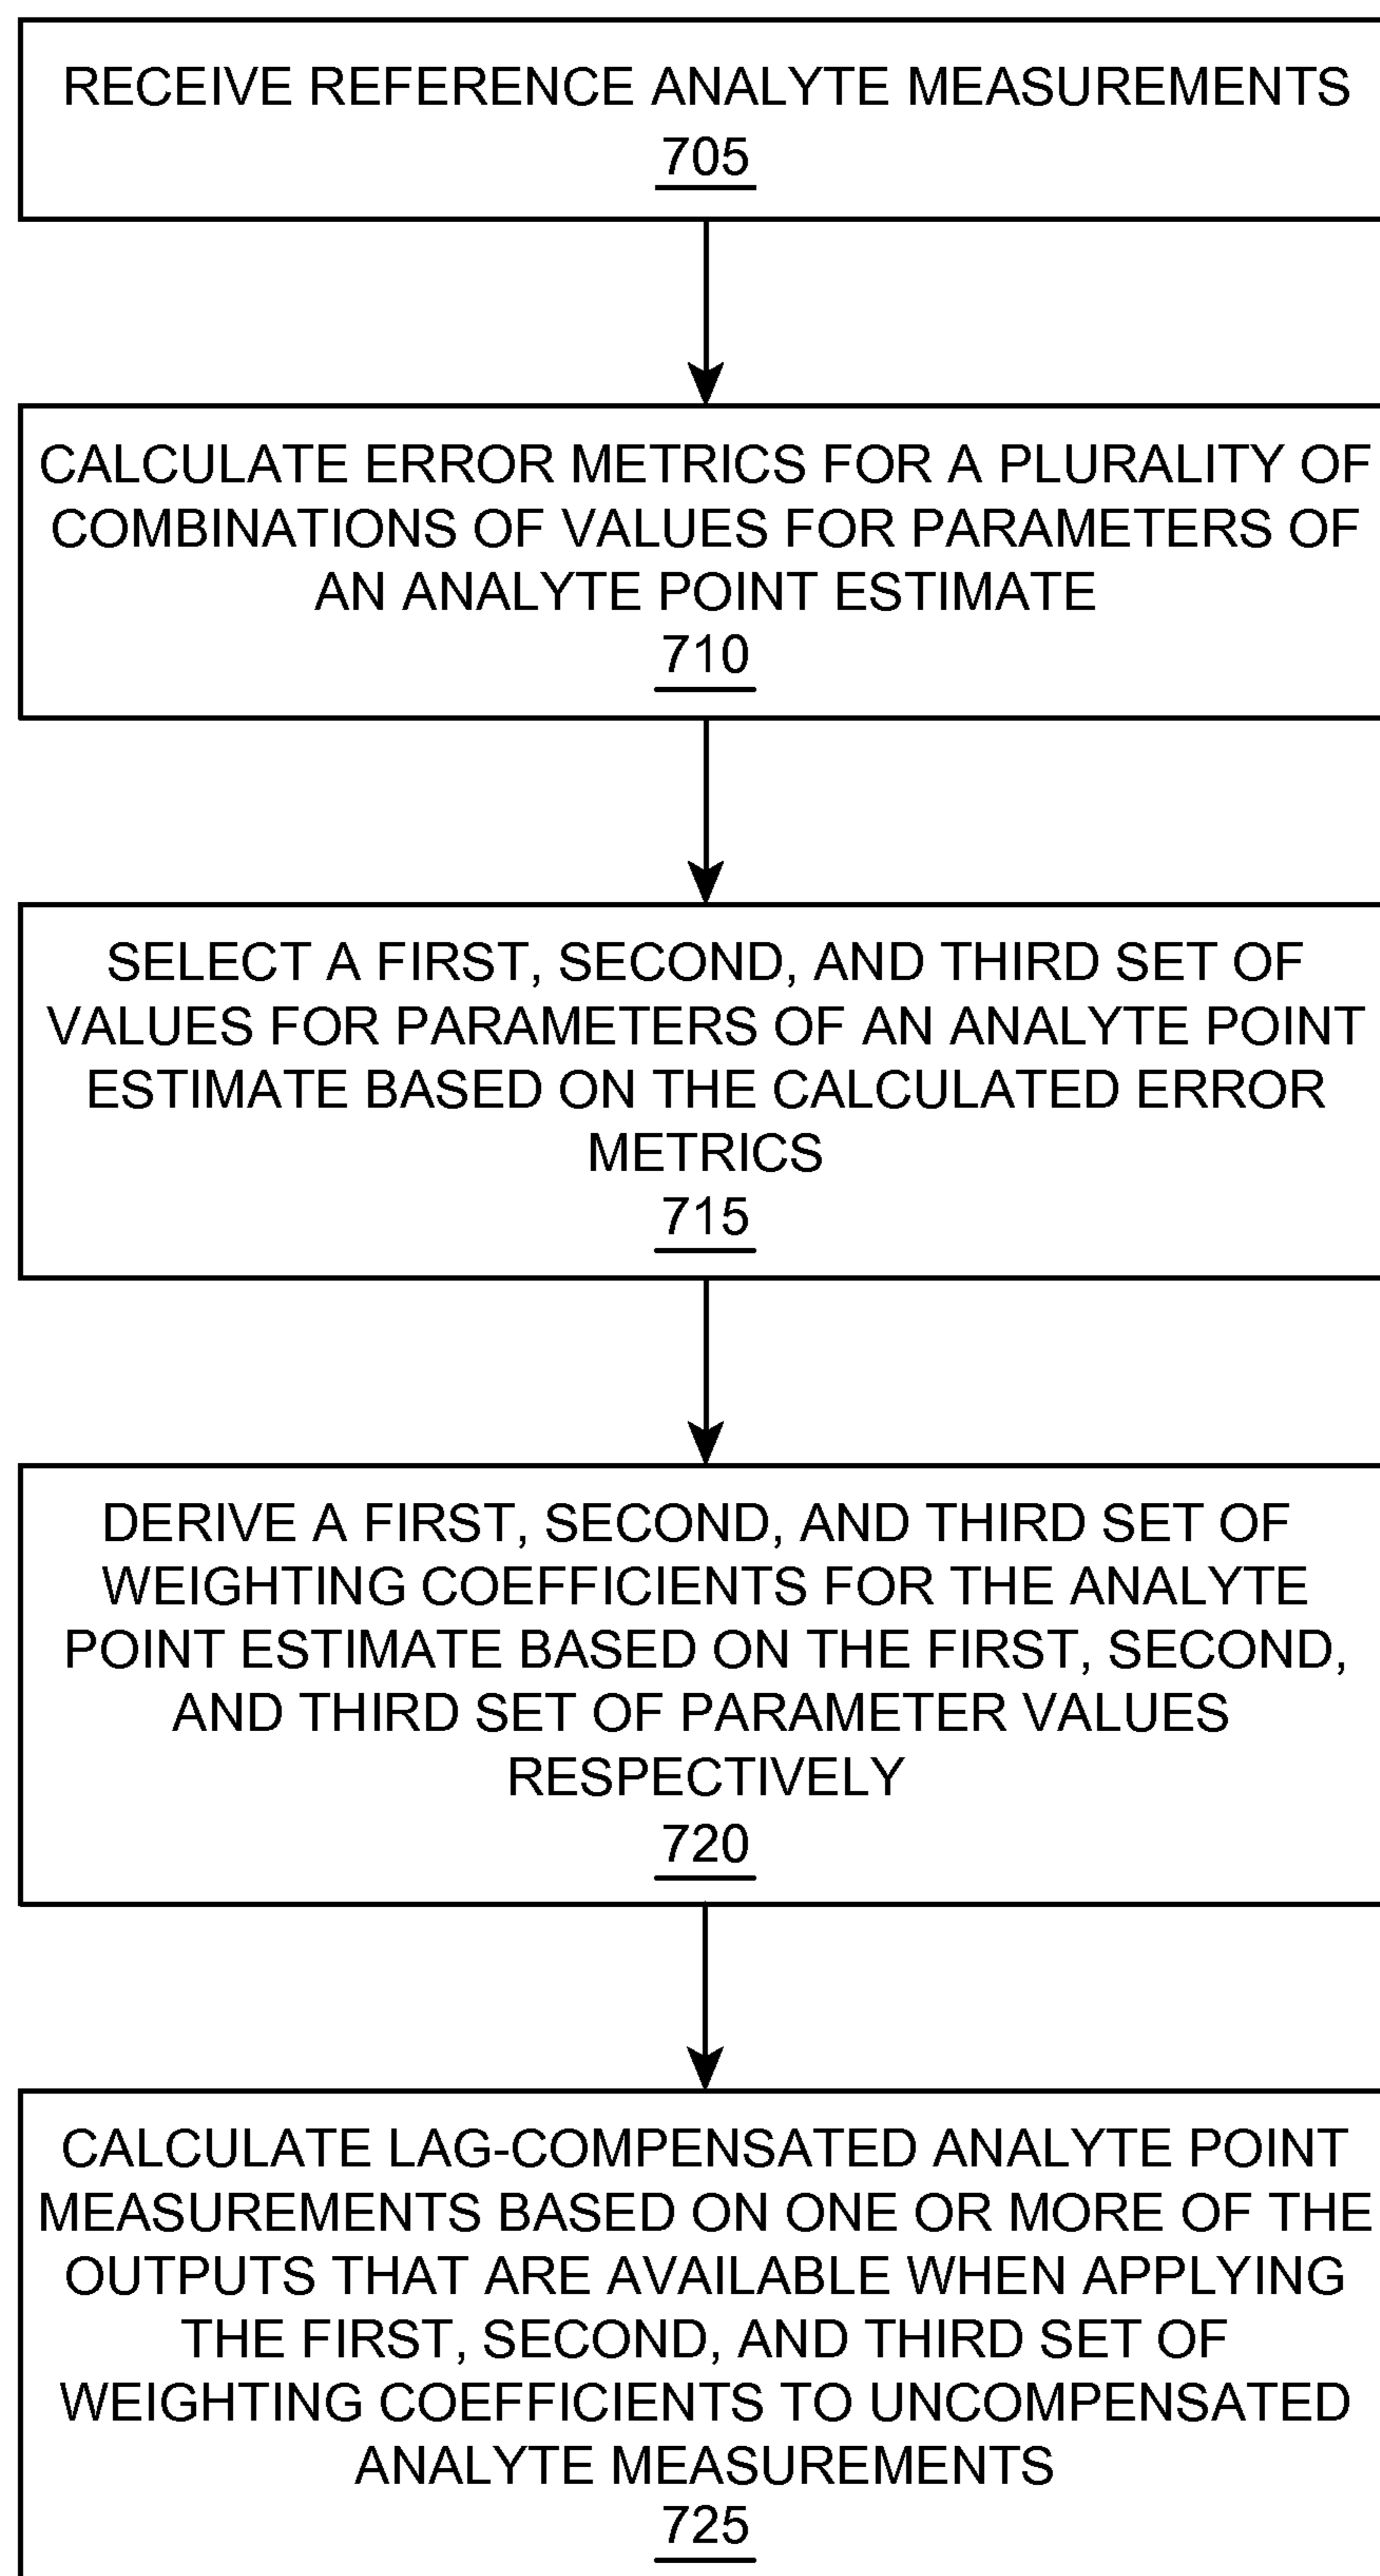 RECEIVE REFERENCE ANALYTE MEASUREMENTS
705
CALCULATE ERROR METRICS FOR A PLURALITY OF
COMBINATIONS OF VALUES FOR PARAMETERS OF
AN ANALYTE POINT ESTIMATE
710
SELECT A FIRST, SECOND, AND THIRD SET OF
VALUES FOR PARAMETERS OF AN ANALYTE POINT
ESTIMATE BASED ON THE CALCULATED ERROR
METRICS
715
DERIVE A FIRST, SECOND, AND THIRD SET OF
WEIGHTING COEFFICIENTS FOR THE ANALYTE
POINT ESTIMATE BASED ON THE FIRST, SECOND,
AND THIRD SET OF PARAMETER VALUES
RESPECTIVELY
720
CALCULATE LAG-COMPENSATED ANALYTE POINT
MEASUREMENTS BASED ON ONE OR MORE OF THE
OUTPUTS THAT ARE AVAILABLE WHEN APPLYING
THE FIRST, SECOND, AND THIRD SET OF
WEIGHTING COEFFICIENTS TO UNCOMPENSATED
ANALYTE MEASUREMENTS
725